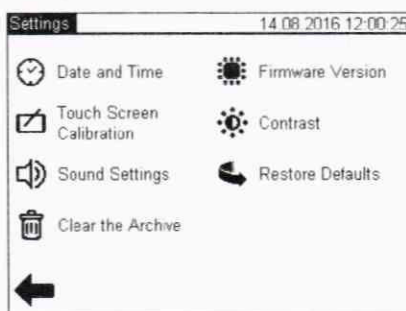 Settings
14.08.2016 12:00:25
Date and Time
Firmware Version
Touch Screen
Calibration
Contrast
Sound Settings
Restore Defaults
Clear the Archive